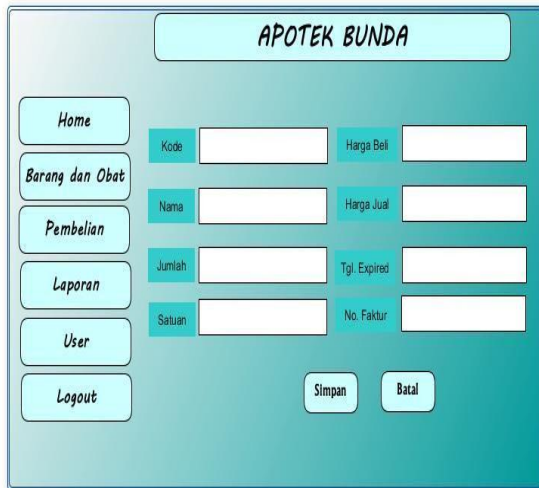 APOTEK BUNDA
Home
Barang dan Obat
Pembelian
Laporan
User
Logout
Kode
Harga Beli
Nama
Harga Jual
Jumlah
Tgl. Expired
Satuan
No. Faktur
Simpan
Batal